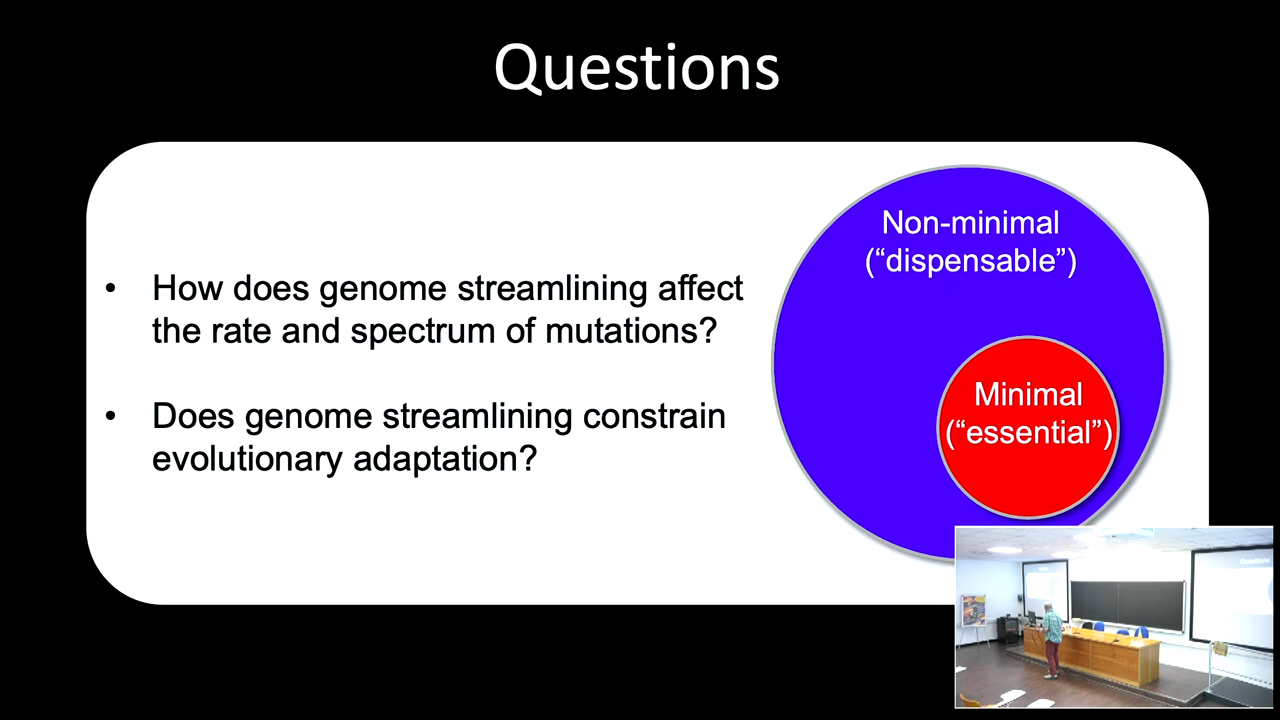 Questions
• How does genome streamlining affect
the rate and spectrum of mutations?
• Does genome streamlining constrain
evolutionary adaptation?
Non-minimal
(“dispensable”)
Minimal
(“essential”)
Questions